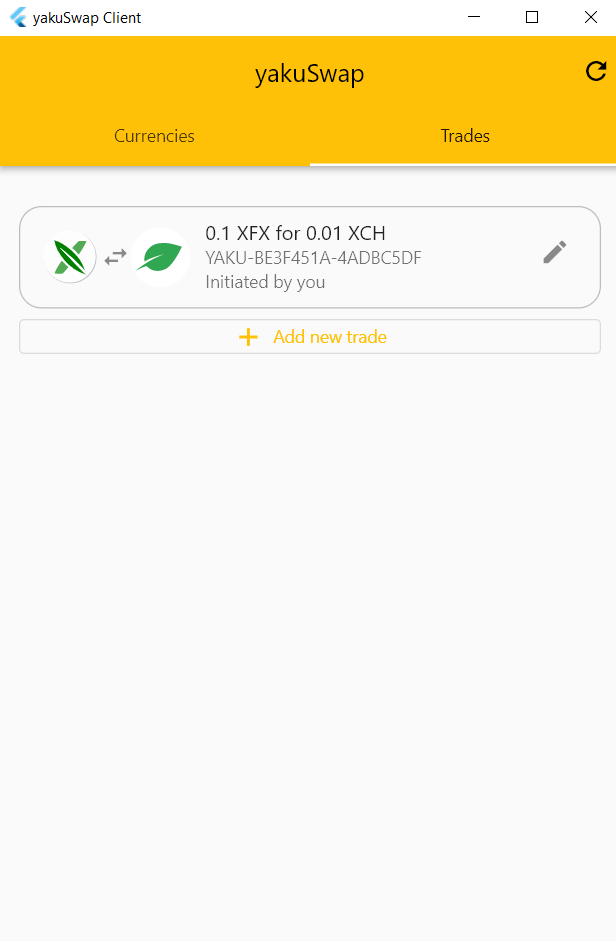 yakuSwap Client
yakuSwap
Currencies
Trades
0.1 XFX for 0.01 XCH
YAKU-BE3F451A-4ADBC5DF
Initiated by you
Add new trade